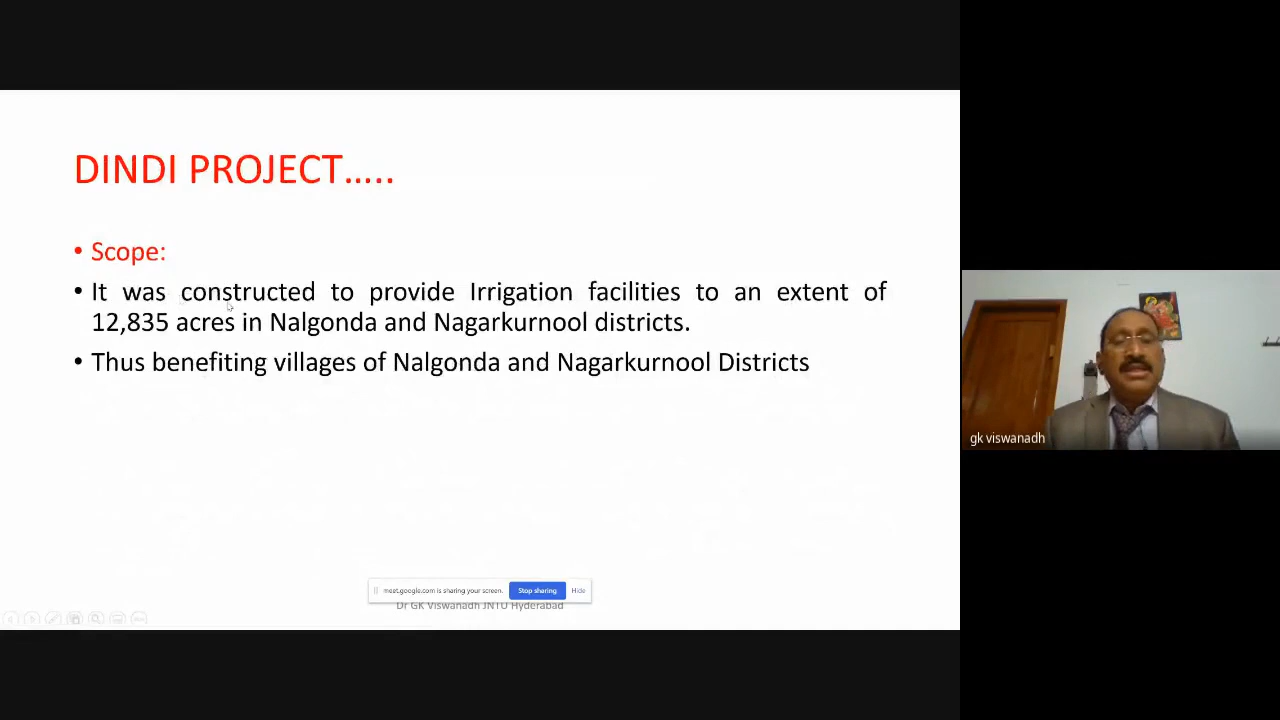 DINDI PROJECT…..
• Scope:
• It was constructed to provide Irrigation facilities to an extent of
12,835 acres in Nalgonda and Nagarkurnool districts.
• Thus benefiting villages of Nalgonda and Nagarkurnool Districts
gk viswanadh
meet.google.com is sharing your screen. Stop sharing Hide
Dr GK Viswanadh JNTU Hyderabad